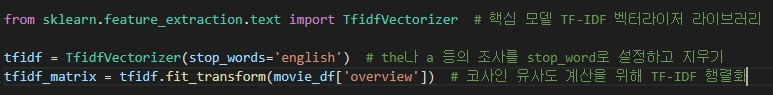 from sklearn.feature_extraction.text import TfidfVectorizer  # 핵심 모델 TF-IDF 벡터라이저 라이브러리
tfidf = TfidfVectorizer(stop_words='english')  # the나 a 등의 조사를 stop_word로 설정하고 지우기
tfidf_matrix = tfidf.fit_transform(movie_df['overview'])  # 코사인 유사도 계산을 위해 TF-IDF 행렬화